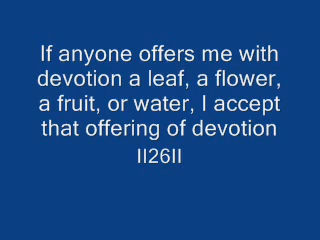 If anyone offers me with
devotion a leaf, a flower,
a fruit, or water, I accept
that offering of devotion
II26II